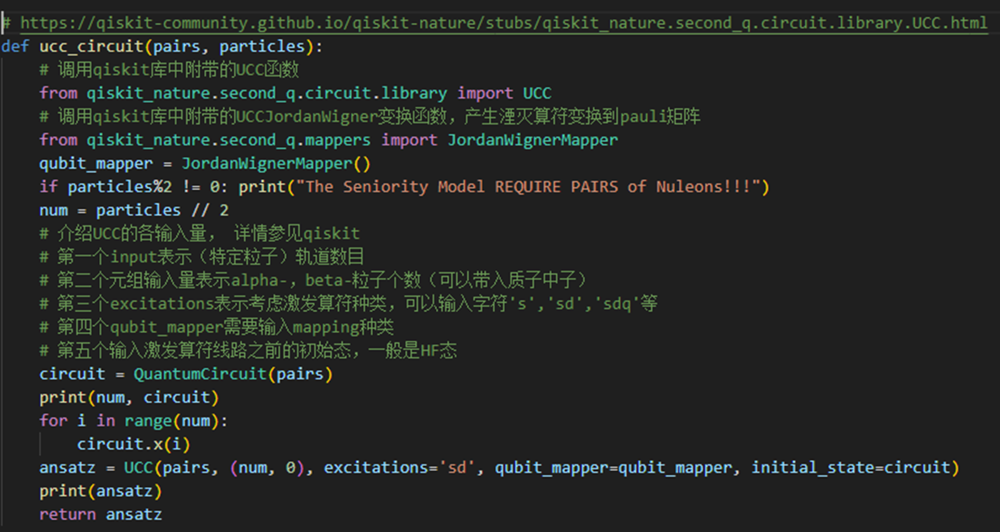 # https://qiskit-community.github.io/qiskit-nature/stubs/qiskit_nature.second_q.circuit.library.UCC.html
def ucc_circuit(pairs, particles):
    # 调用qiskit库中附带的UCC函数
    from qiskit_nature.second_q.circuit.library import UCC
    # 调用qiskit库中附带的UCCJordanWigner变换函数，产生湮灭算符变换到pauli矩阵
    from qiskit_nature.second_q.mappers import JordanWignerMapper
    qubit_mapper = JordanWignerMapper()
    if particles%2 != 0: print("The Seniority Model REQUIRE PAIRS of Nuleons!!!")
    num = particles // 2
    # 介绍UCC的各输入量， 详情参见qiskit
    # 第一个input表示（特定粒子）轨道数目
    # 第二个元组输入量表示alpha-，beta-粒子个数（可以带入质子中子）
    # 第三个excitations表示考虑激发算符种类，可以输入字符's','sd','sdq'等
    # 第四个qubit_mapper需要输入mapping种类
    # 第五个输入激发算符线路之前的初始态，一般是HF态
    circuit = QuantumCircuit(pairs)
    print(num, circuit)
    for i in range(num):
        circuit.x(i)
    ansatz = UCC(pairs, (num, 0), excitations='sd', qubit_mapper=qubit_mapper, initial_state=circuit)
    print(ansatz)
    return ansatz